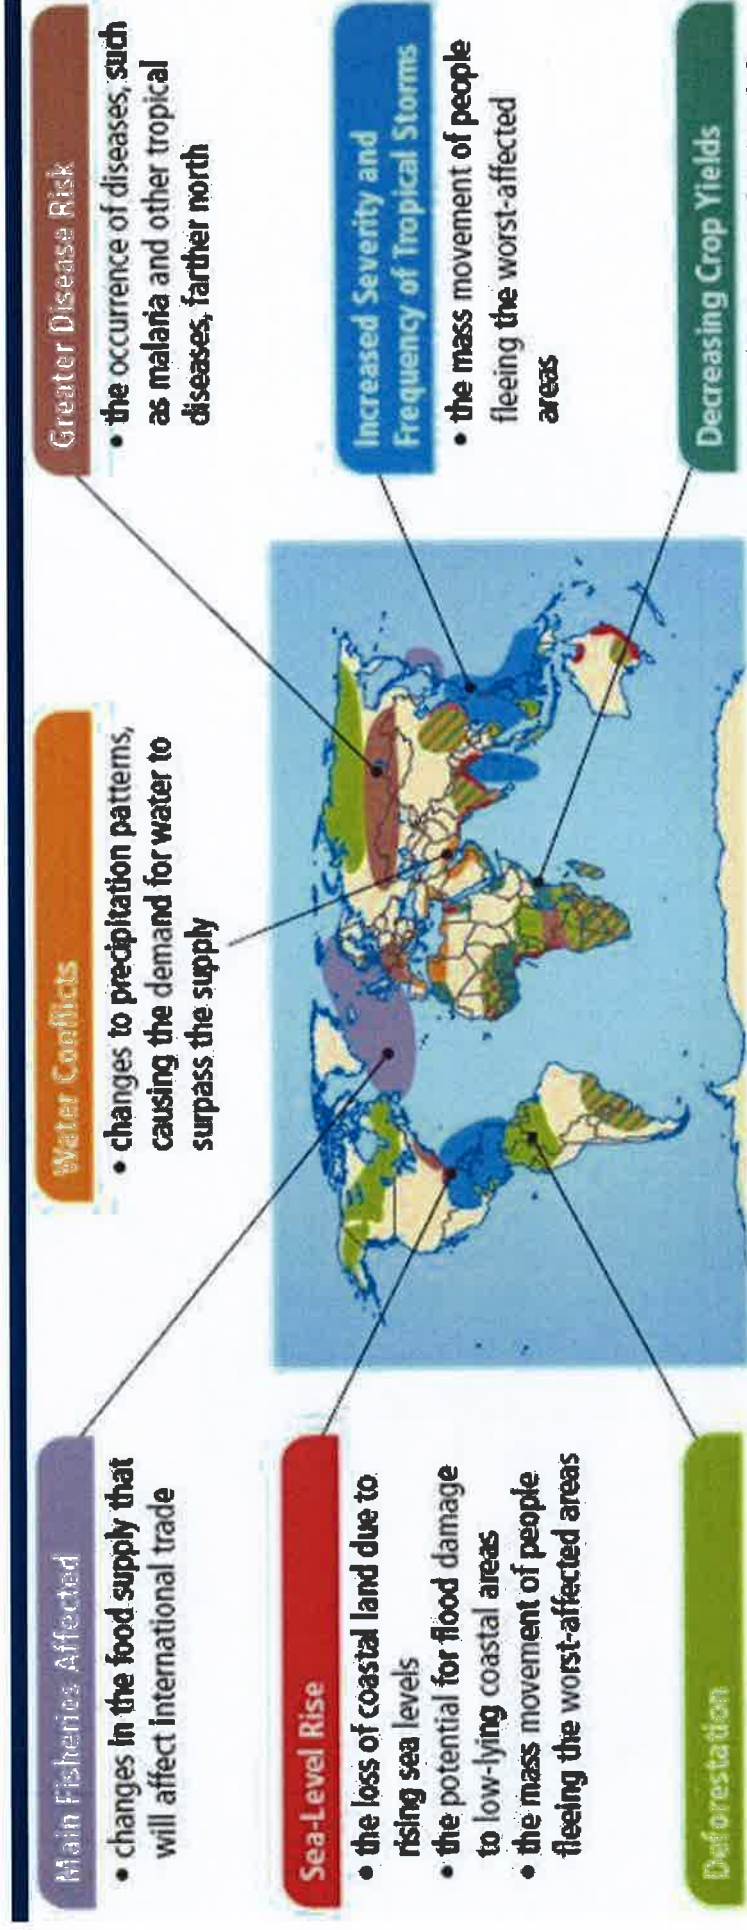 Main Fisheries Affected
• changes in the food supply that
will affect international trade
Water Conflicts
• changes to precipitation patterns,
causing the demand for water to
surpass the supply
Greater Disease Risk
• the occurrence of diseases, such
as malaria and other tropical
diseases, farther north
Sea-Level Rise
• the loss of coastal land due to
rising sea levels
• the potential for flood damage
to low-lying coastal areas
• the mass movement of people
fleeing the worst-affected areas
Increased Severity and
Frequency of Tropical Storms
• the mass movement of people
fleeing the worst-affected
areas
Deforestation
Decreasing Crop Yields